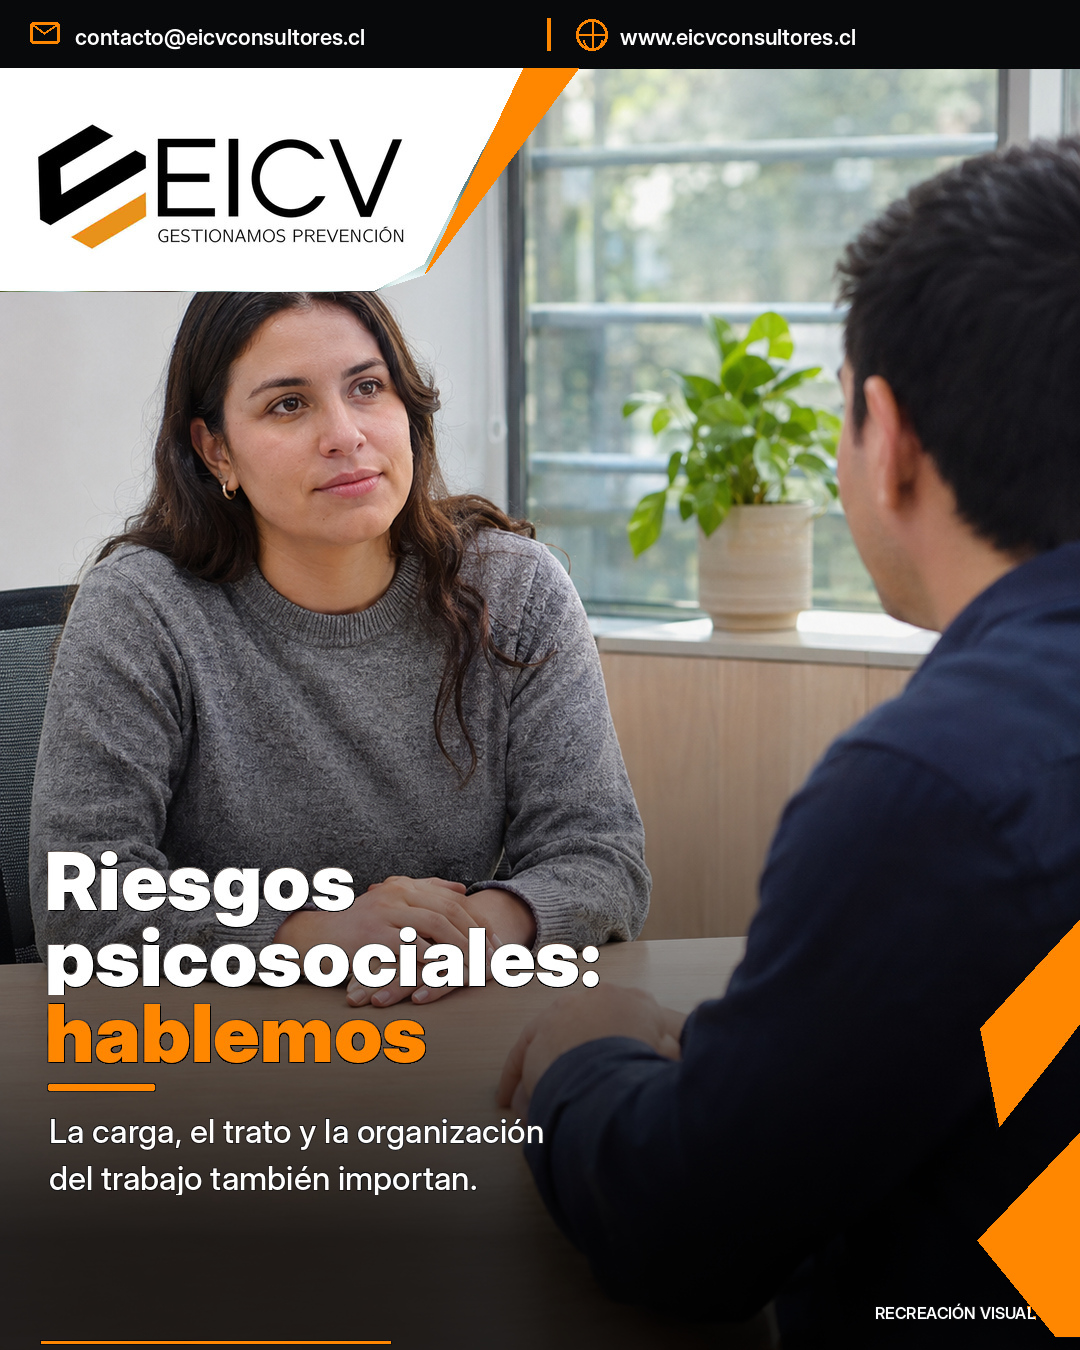 contacto@eicvconsultores.cl
www.eicvconsultores.cl
EICV
GESTIONAMOS PREVENCIÓN
Riesgos
psicosociales:
hablemos
La carga, el trato y la organización
del trabajo también importan.
RECREACIÓN VISUAL